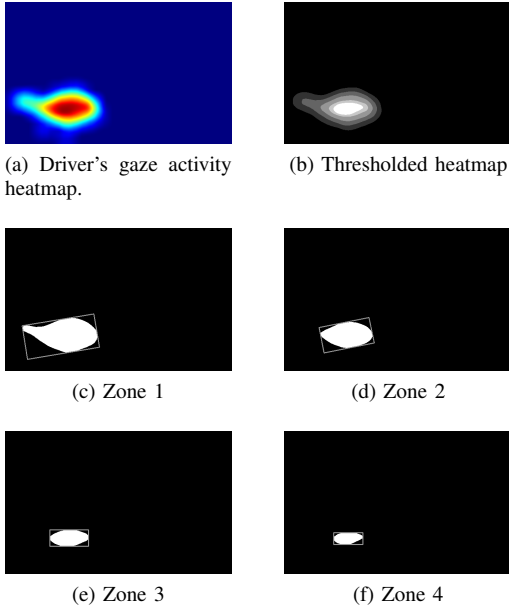 (a) Driver's gaze activity
heatmap.
(b) Thresholded heatmap
(c) Zone 1
(d) Zone 2
(e) Zone 3
(f) Zone 4